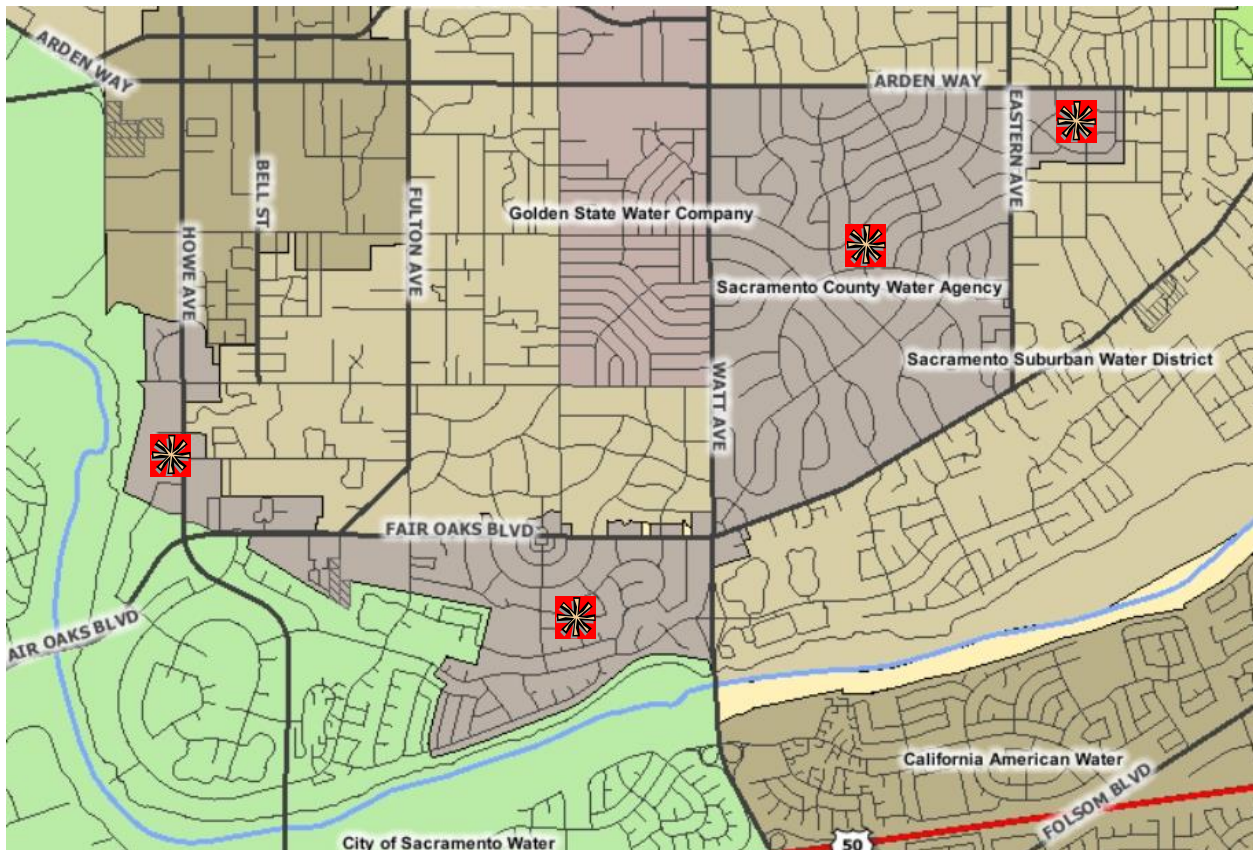 ARDEN WAY
ARDEN WAY
EASTERN AVE
BELL ST
FULTON AVE
HOWE AVE
Golden State Water Company
Sacramento County Water Agency
Sacramento Suburban Water District
WATT AVE
FAIR OAKS BLVD
AIR OAKS BLVD
California American Water
FOLSOM BLVD
City of Sacramento Water
50